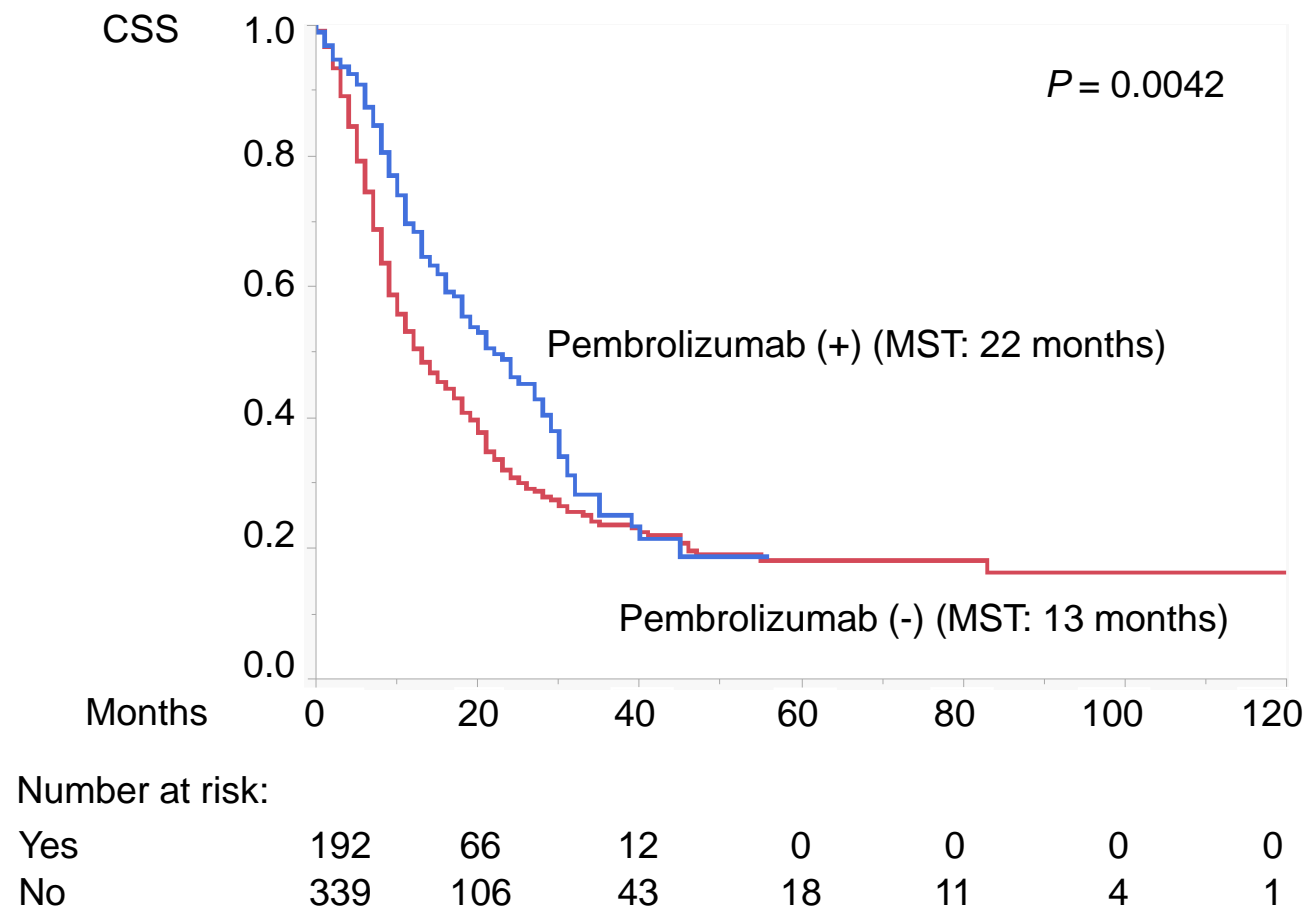 CSS
1.0
P = 0.0042
0.8
0.6
Pembrolizumab (+) (MST: 22 months)
0.4
0.2
Pembrolizumab (-) (MST: 13 months)
0.0
Months 0 20 40 60 80 100 120
Number at risk:
Yes 192 66 12 0 0 0 0
No 339 106 43 18 11 4 1